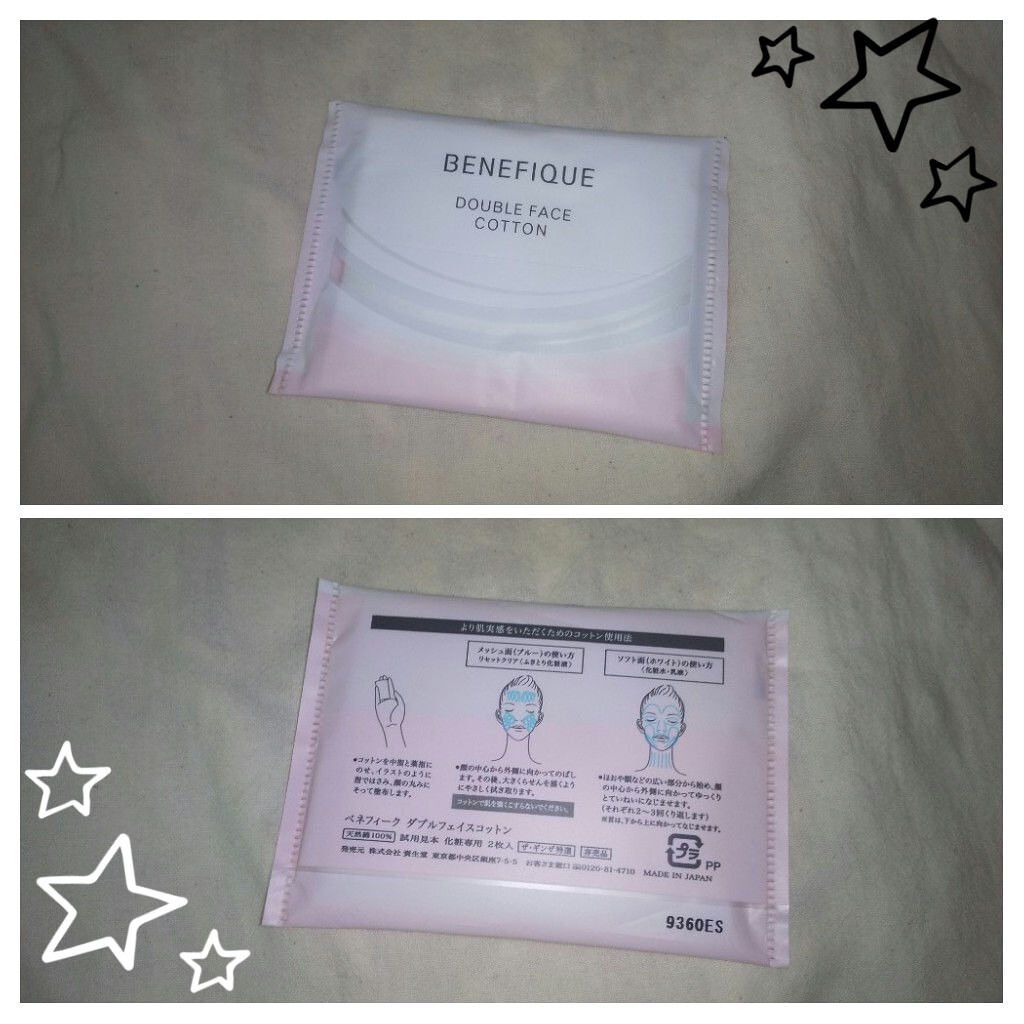 BENEFIQUE
DOUBLE FACE
COTTON
より肌実感をいただくためのコットン使用法
メッシュ面(ブルー)の使い方
リセットクリア(ふきとり化粧液)
ソフト面(ホワイト)の使い方
(化粧水・乳液)
●コットンを中指と薬指に
のせ、イラストのように
指ではさみ、顔の丸みに
そって塗布します。
●顔の中心から外側に向かってのばし
ます。その後、大きくらせんを描くよう
にやさしく拭き取ります。
コットンで肌を強くこすらないでください。
●ほおや額などの広い部分から始め、顔
の中心から外側に向かってゆっくり
とていねいになじませます。
(それぞれ2〜3回くり返します)
※首は、下から上に向かってなじませます。
ベネフィーク ダブルフェイスコットン
天然綿100% 試用見本 化粧専用 2枚入 ザ・ギンザ特選 非売品
発売元 株式会社 資生堂 東京都中央区銀座7-5-5 お客さま窓口 0120-81-4710
プラ PP
MADE IN JAPAN
9360ES